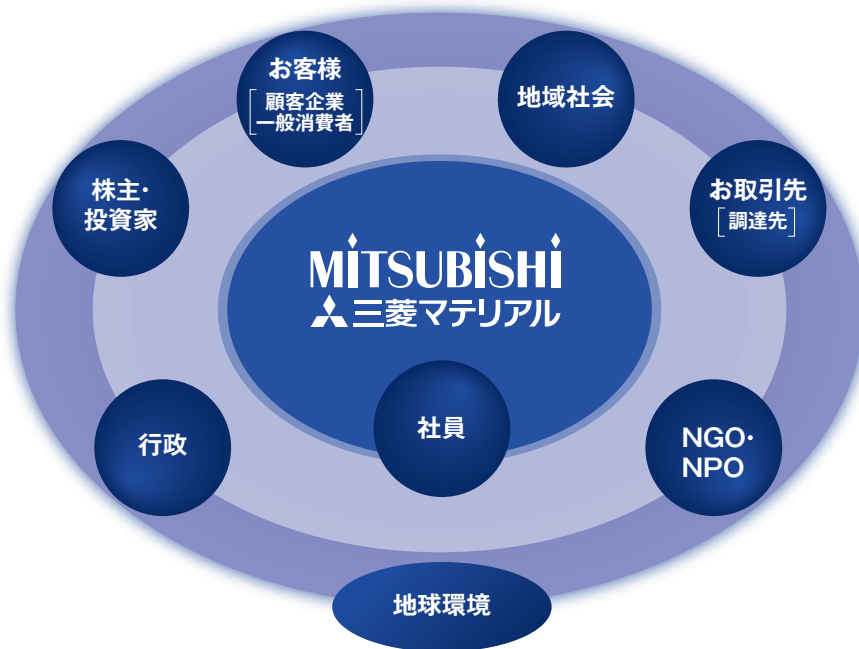 お客様
[顧客企業
一般消費者]
地域社会
株主・
投資家
お取引先
[調達先]
MITSUBISHI
三菱マテリアル
社員
行政
NGO・
NPO
地球環境